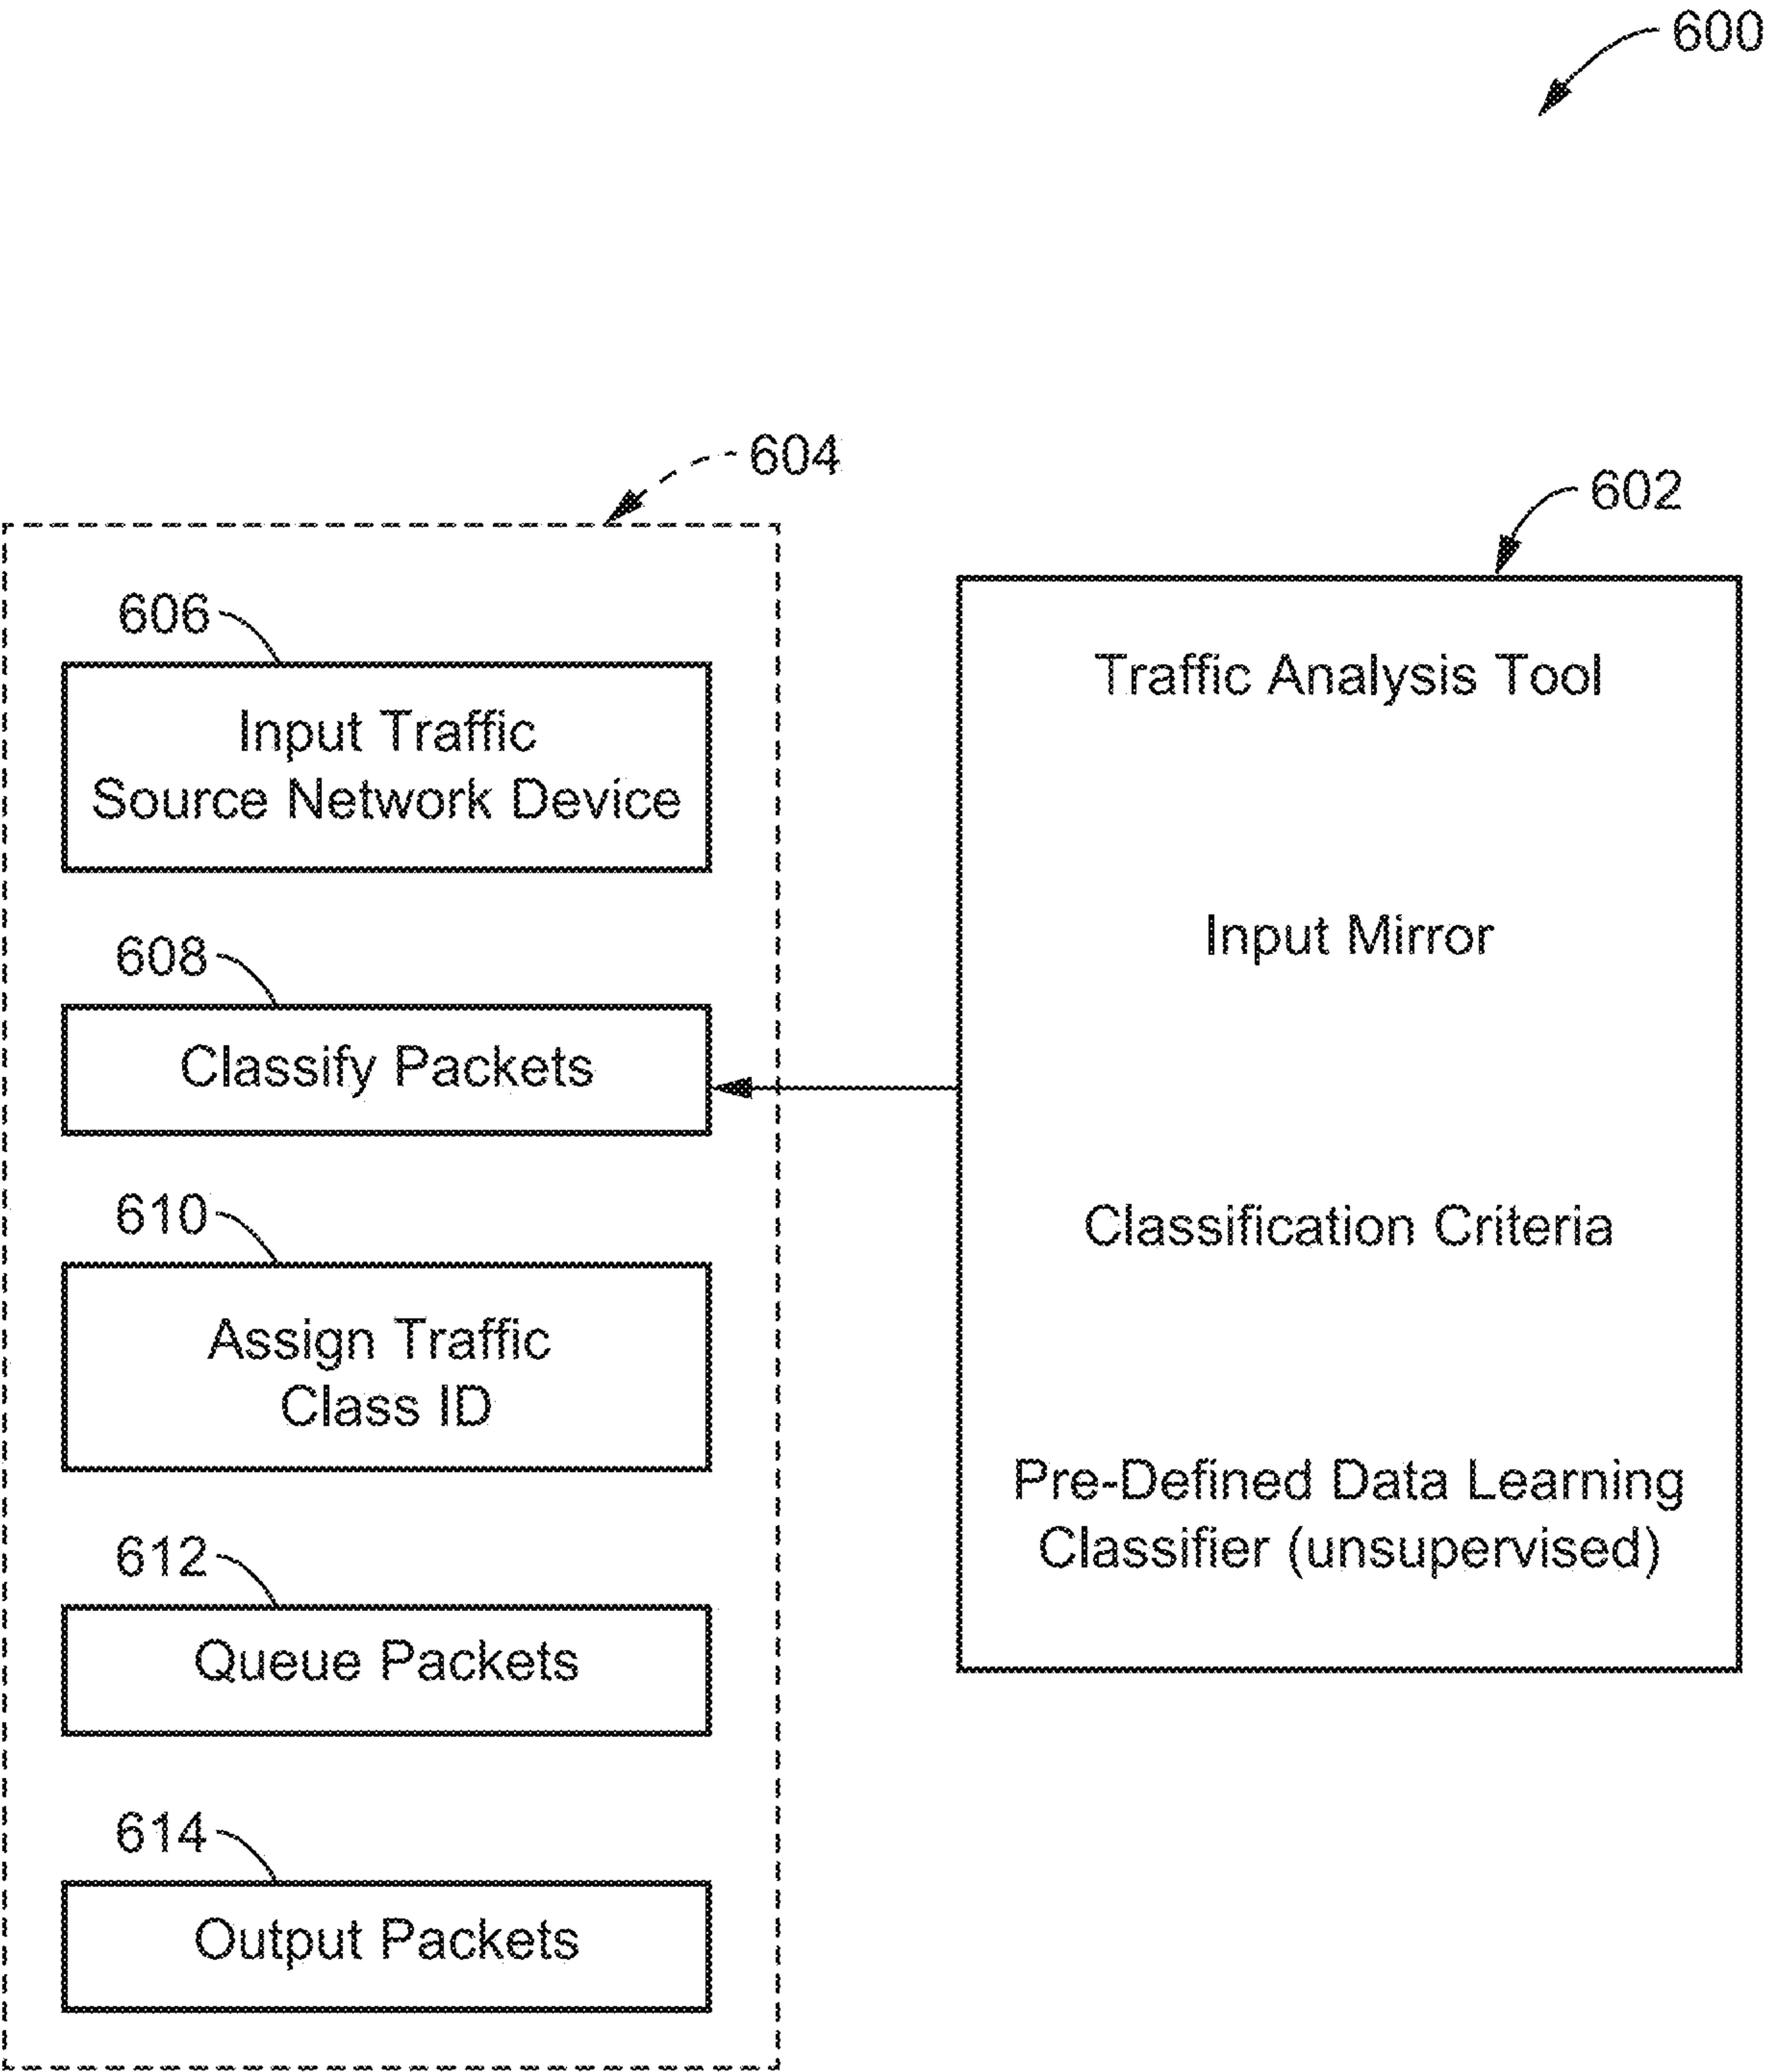 600
604
602
606
Input Traffic
Source Network Device
608
Classify Packets
610
Assign Traffic
Class ID
612
Queue Packets
614
Output Packets
Traffic Analysis Tool
Input Mirror
Classification Criteria
Pre-Defined Data Learning
Classifier (unsupervised)